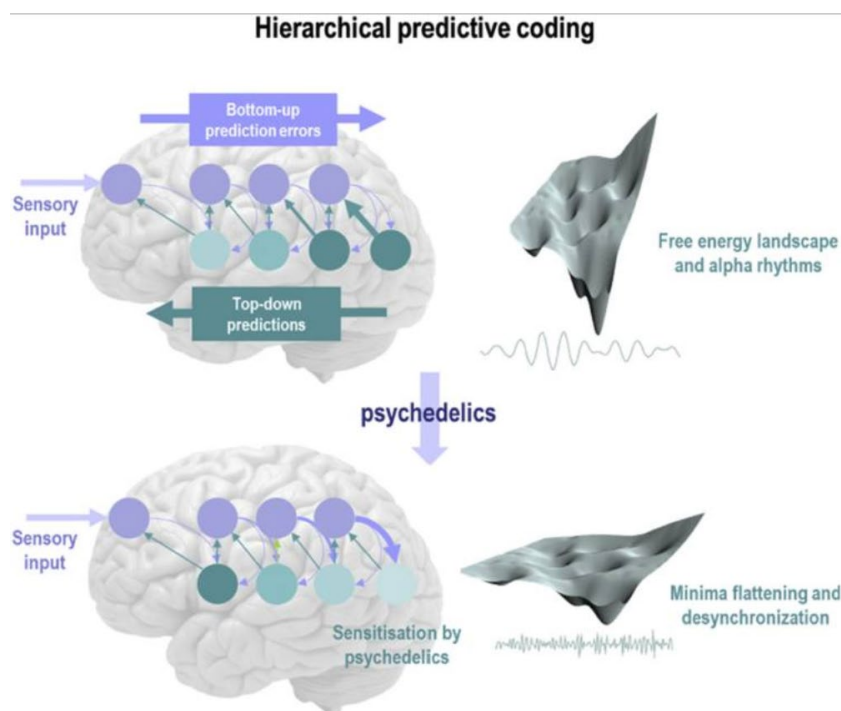 Hierarchical predictive coding
Bottom-up
prediction errors
Sensory
input
Top-down
predictions
Free energy landscape
and alpha rhythms
psychedelics
Sensory
input
Sensitisation by
psychedelics
Minima flattening and
desynchronization